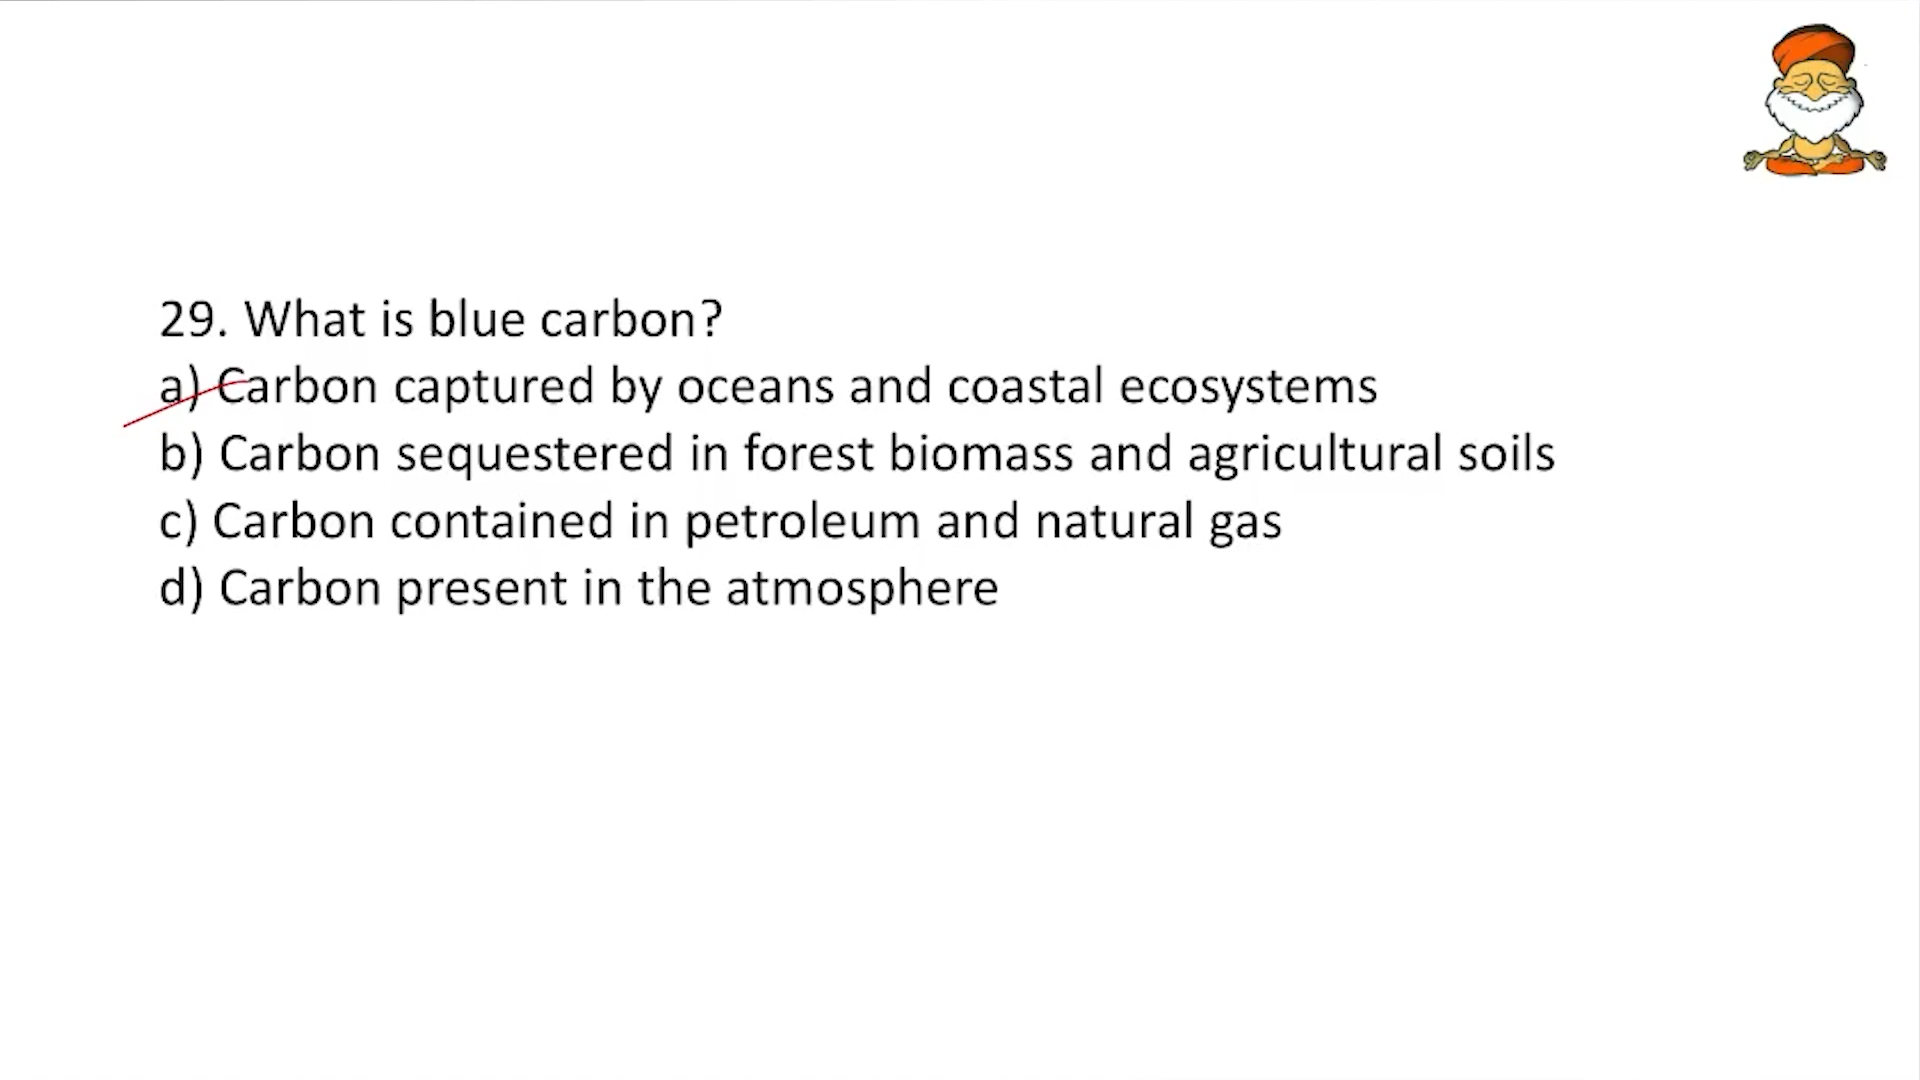 29. What is blue carbon?
a) Carbon captured by oceans and coastal ecosystems
b) Carbon sequestered in forest biomass and agricultural soils
c) Carbon contained in petroleum and natural gas
d) Carbon present in the atmosphere